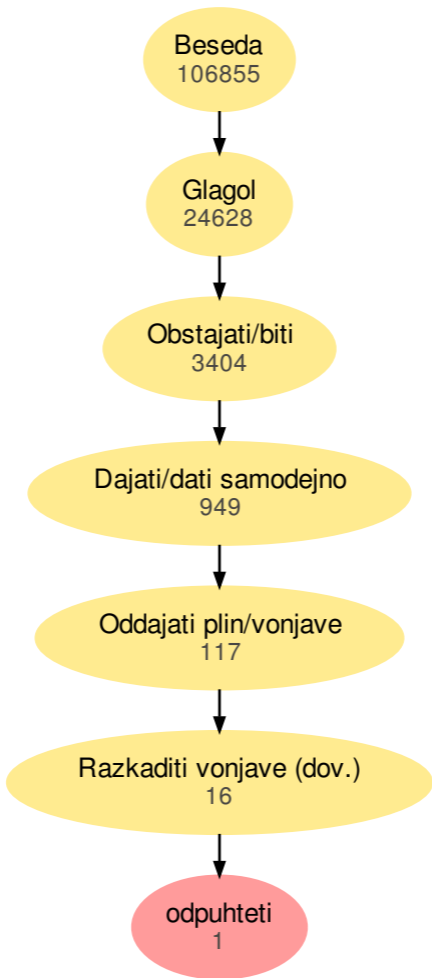 Beseda
106855
Glagol
24628
Obstajati/biti
3404
Dajati/dati samodejno
949
Oddajati plin/vonjave
117
Razkaditi vonjave (dov.)
16
odpuhteti
1